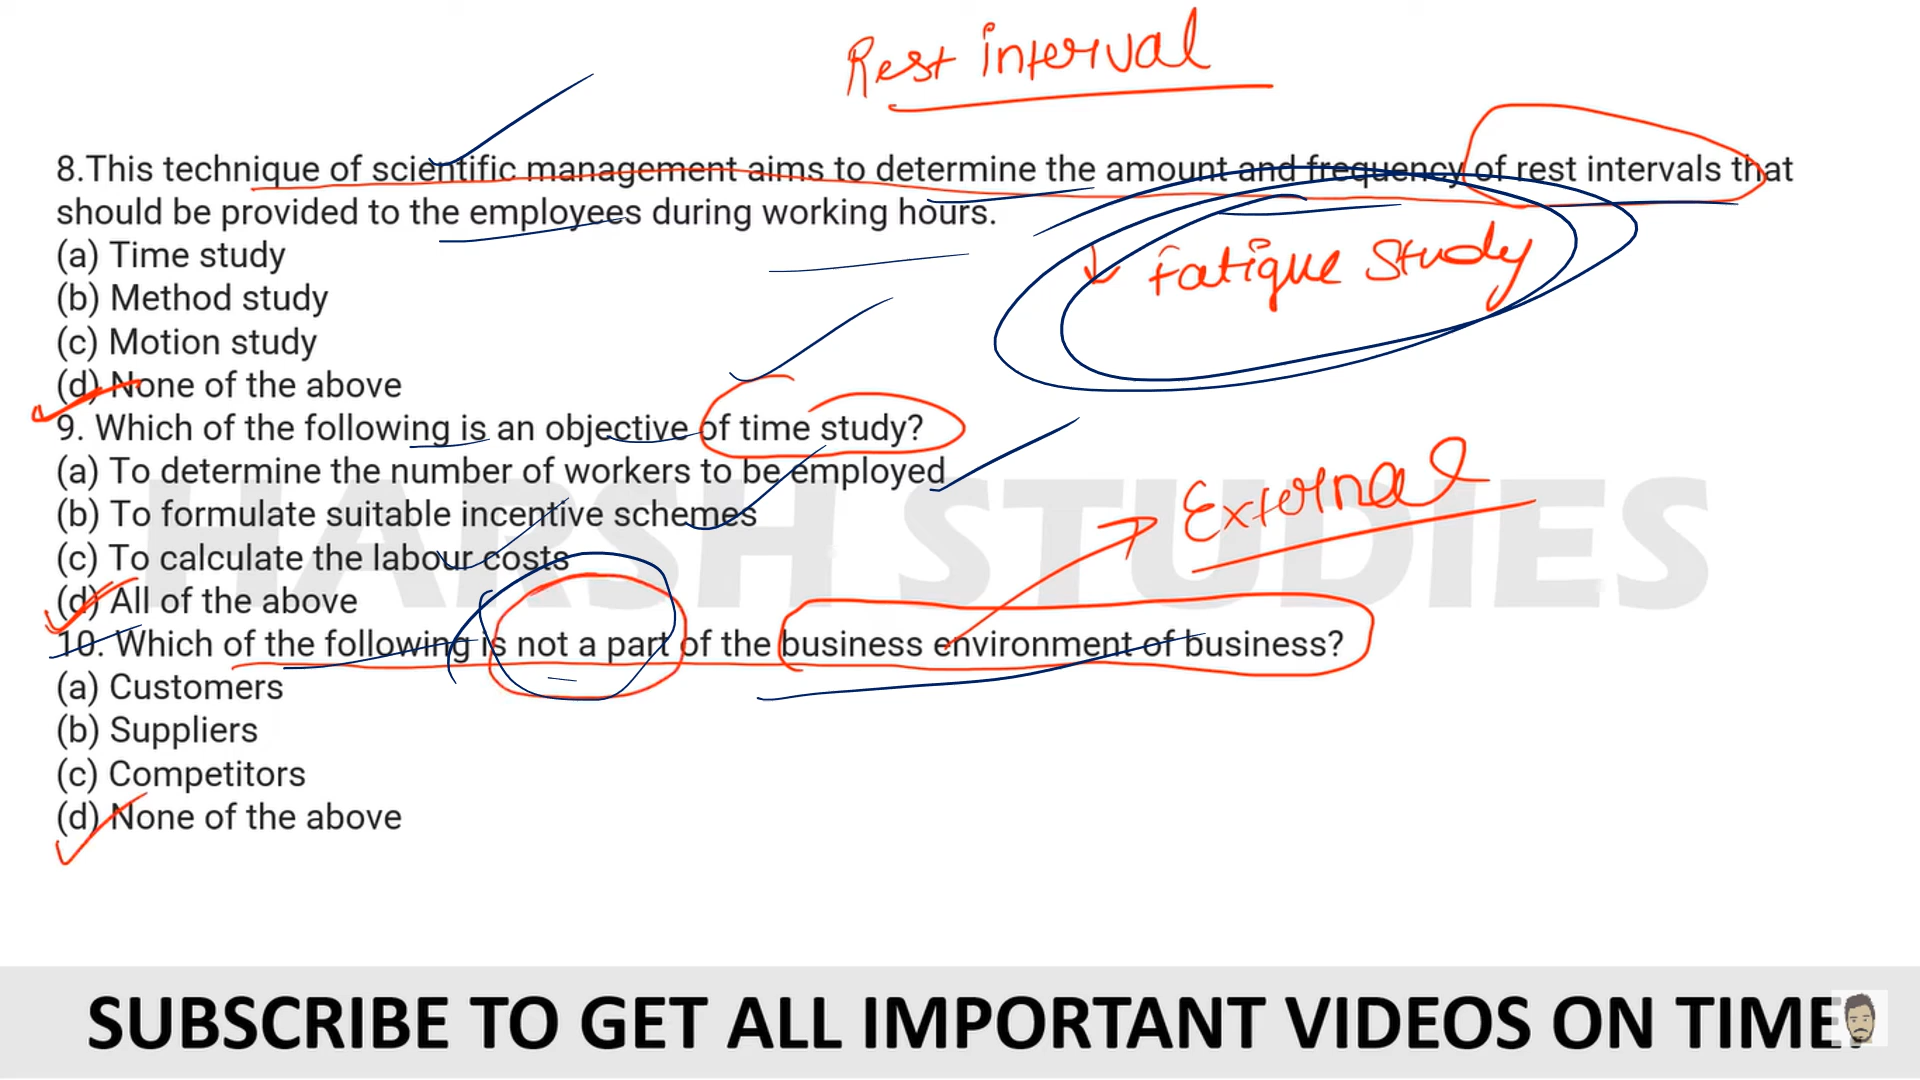 Rest interval
8.This technique of scientific management aims to determine the amount and frequency of rest intervals that
should be provided to the employees during working hours.
(a) Time study
Fatigue Study
(b) Method study
(c) Motion study
(d) None of the above
9. Which of the following is an objective of time study?
(a) To determine the number of workers to be employed
External
(b) To formulate suitable incentive schemes
(c) To calculate the labour costs
(d) All of the above
HARSH STUDIES
10. Which of the following is not a part of the business environment of business?
(a) Customers
(b) Suppliers
(c) Competitors
(d) None of the above
SUBSCRIBE TO GET ALL IMPORTANT VIDEOS ON TIME.